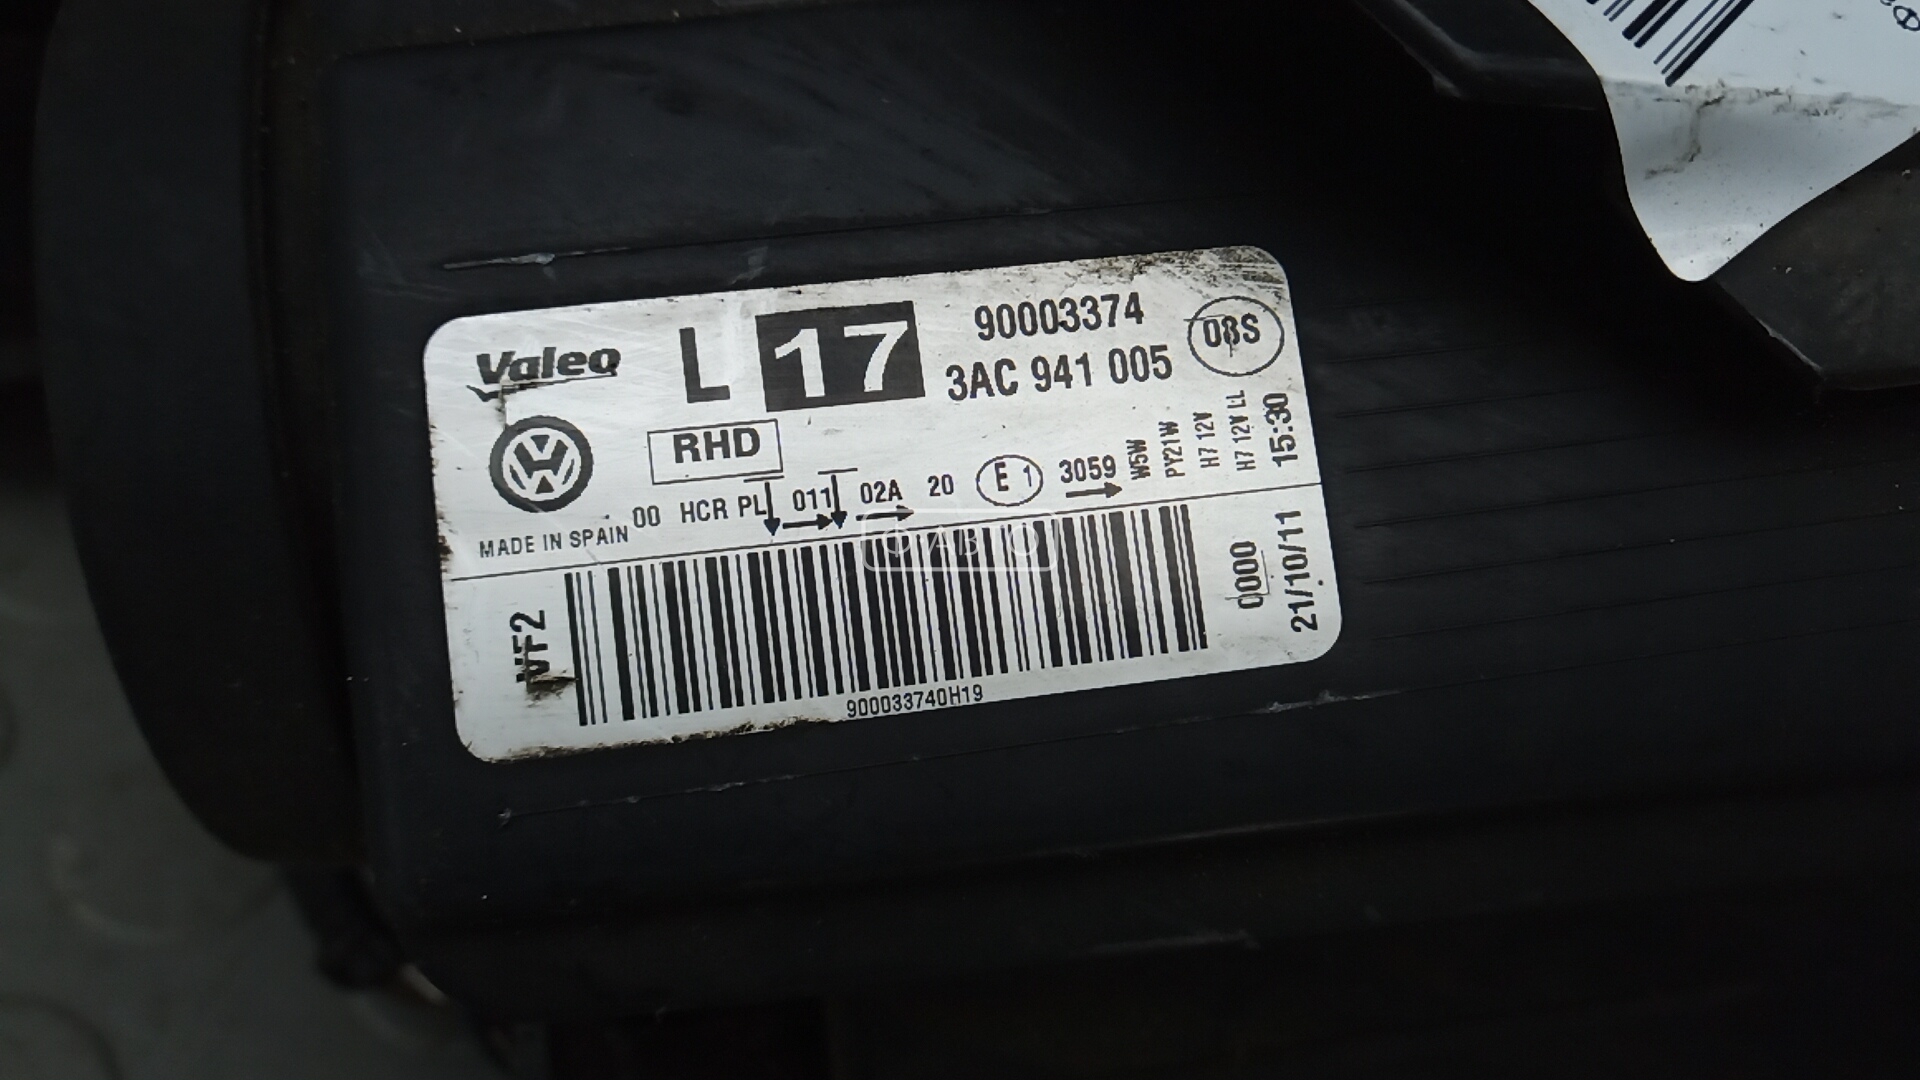 Valeo L 17 90003374 08S
3AC 941 005
RHD
00 HCR PL 011 02A 20 E 1 3059
W5W
PY21W
H7 12V
H7 12V LL
15:30
MADE IN SPAIN
VF2
0000
21/10/11
900033740H19
Ф АВТО